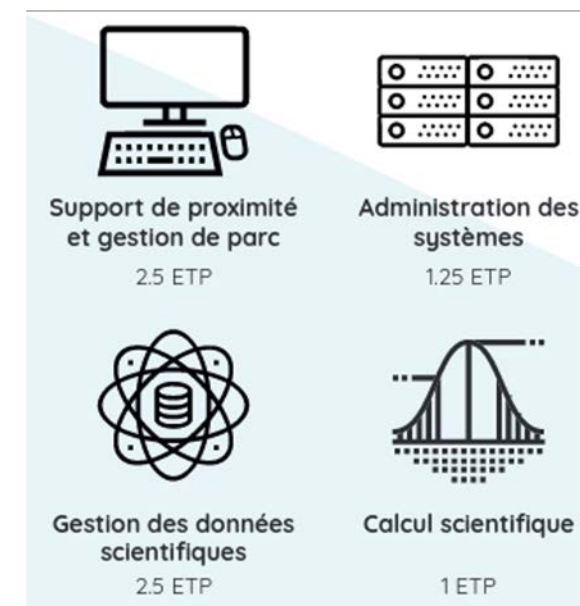 Support de proximité
et gestion de parc
2.5 ETP
Administration des
systèmes
1.25 ETP
Gestion des données
scientifiques
2.5 ETP
Calcul scientifique
1 ETP